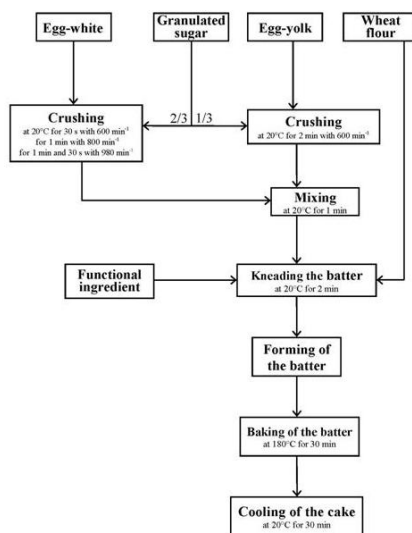 Egg-white
Granulated
sugar
Egg-yolk
Wheat
flour
Crushing
at 20°C for 30 s with 600 min⁻¹
for 1 min with 800 min⁻¹
for 1 min and 30 s with 980 min⁻¹
2/3 1/3
Crushing
at 20°C for 2 min with 600 min⁻¹
Mixing
at 20°C for 1 min
Functional
ingredient
Kneading the batter
at 20°C for 2 min
Forming of
the batter
Baking of the batter
at 180°C for 30 min
Cooling of the cake
at 20°C for 30 min